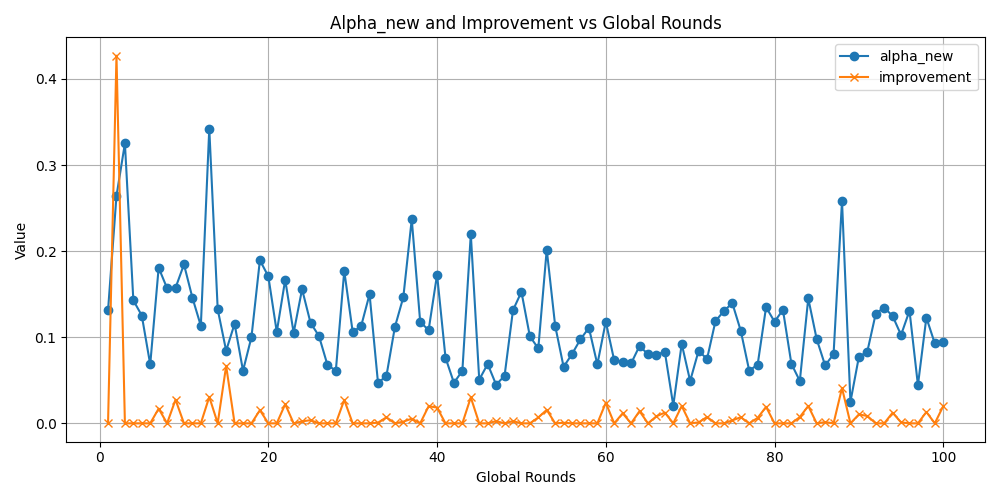 Alpha_new and Improvement vs Global Rounds
alpha_new
improvement
Value
0.4
0.3
0.2
0.1
0.0
0
20
40
60
80
100
Global Rounds